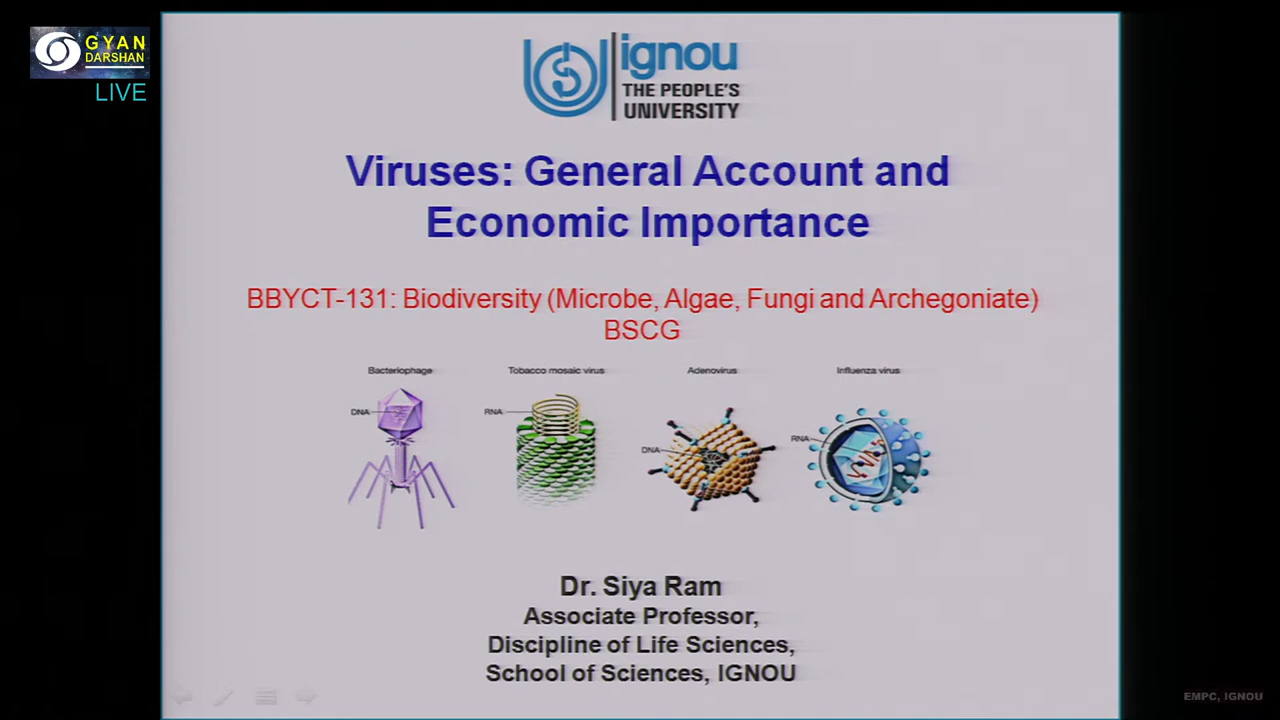 GYAN
DARSHAN
LIVE
ignou
THE PEOPLE'S
UNIVERSITY
Viruses: General Account and
Economic Importance
BBYCT-131: Biodiversity (Microbe, Algae, Fungi and Archegoniate)
BSCG
Bacteriophage
Tobacco mosaic virus
Adenovirus
Influenza virus
DNA
RNA
DNA
RNA
Dr. Siya Ram
Associate Professor,
Discipline of Life Sciences,
School of Sciences, IGNOU
EMPC, IGNOU